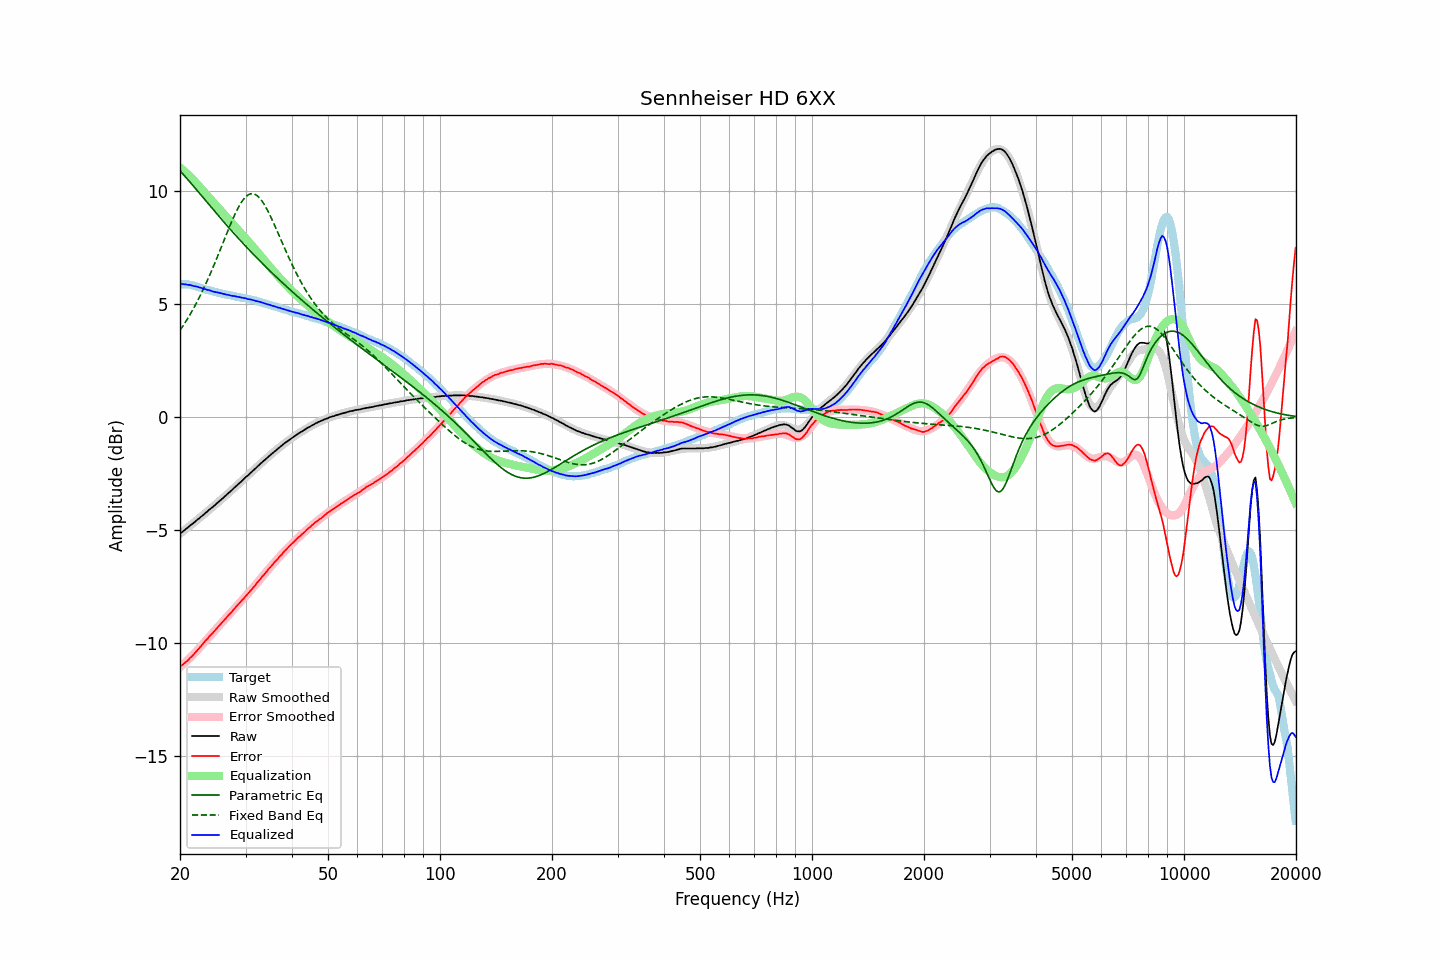 Sennheiser HD 6XX
Amplitude (dBr)
10
5
0
−5
−10
−15
Target
Raw Smoothed
Error Smoothed
Raw
Error
Equalization
Parametric Eq
Fixed Band Eq
Equalized
20 50 100 200 500 1000 2000 5000 10000 20000
Frequency (Hz)